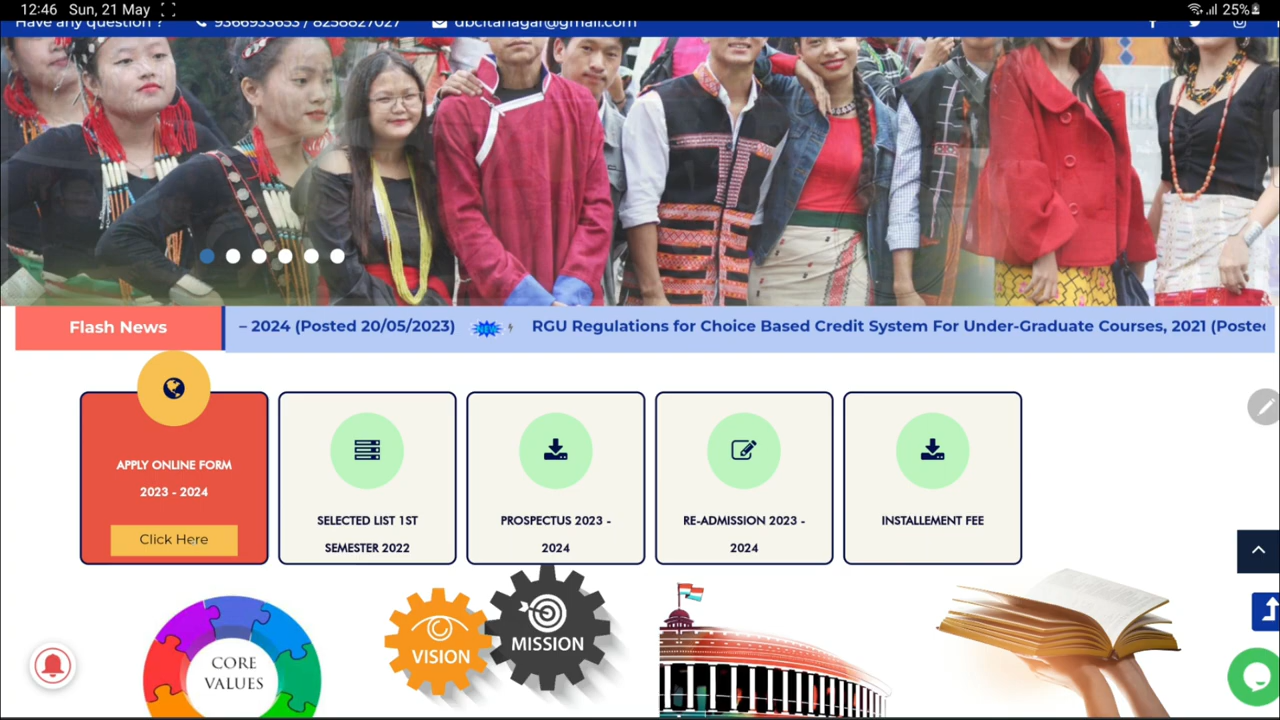 12:46 Sun, 21 May
25%
Have any question ? 9366933653 / 8258827027 dbcitanagar@gmail.com
Flash News
– 2024 (Posted 20/05/2023) RGU Regulations for Choice Based Credit System For Under-Graduate Courses, 2021 (Posted
APPLY ONLINE FORM
2023 - 2024
Click Here
SELECTED LIST 1ST
SEMESTER 2022
PROSPECTUS 2023 -
2024
RE-ADMISSION 2023 -
2024
INSTALLEMENT FEE
CORE
VALUES
VISION
MISSION